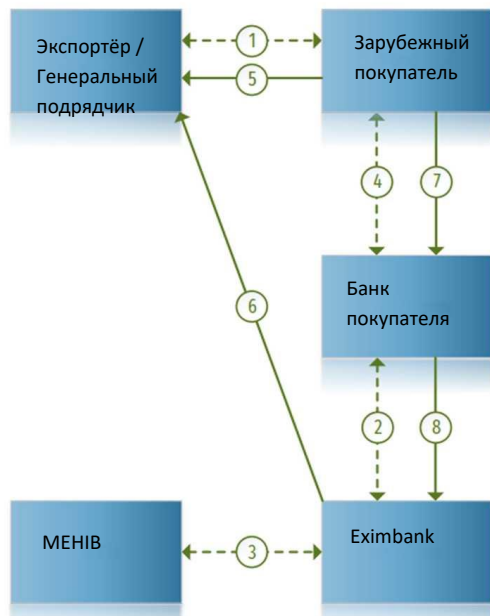 Экспортёр /
Генеральный
подрядчик
1
5
Зарубежный
покупатель
4
7
Банк
покупателя
6
2
8
MEHIB
3
Eximbank